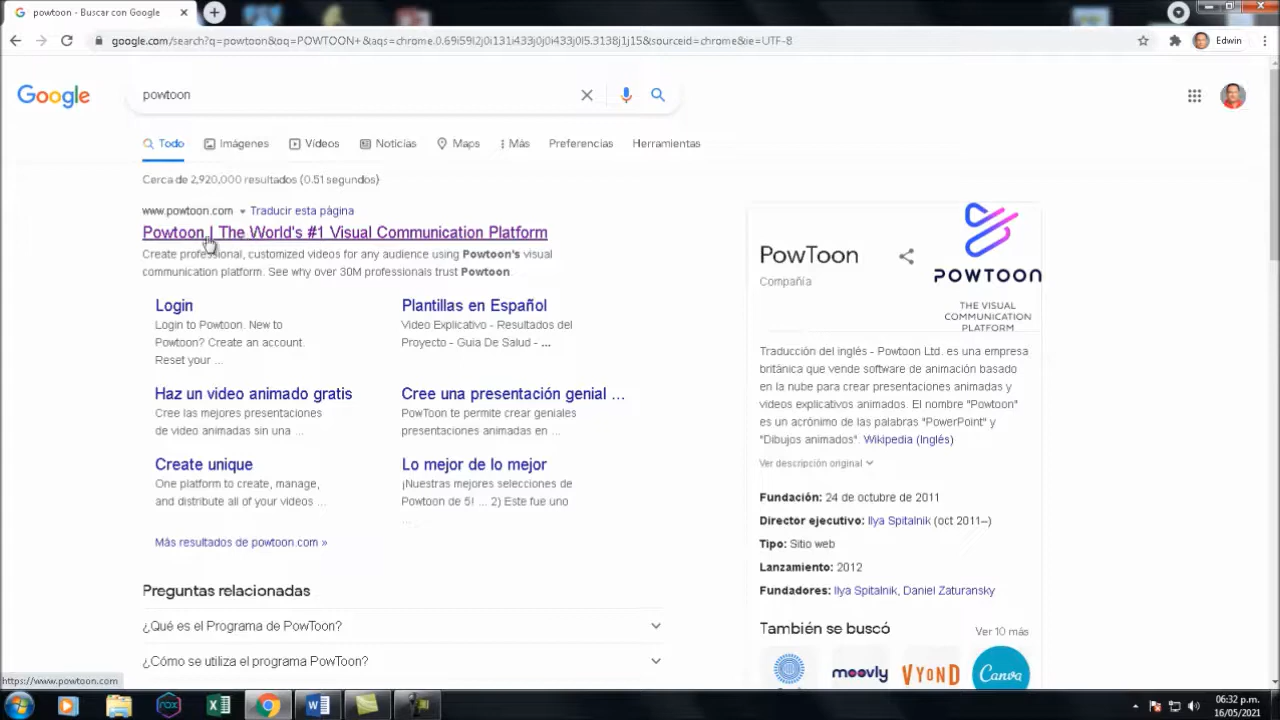 powtoon - Buscar con Google
google.com/search?q=powtoon&oq=POWTOON+&aqs=chrome.0.69i59l2j0i131i433j0j0i433j0l5.3138j1j15&sourceid=chrome&ie=UTF-8
Edwin
Google
powtoon
Todo
Imágenes
Vídeos
Noticias
Maps
Más
Preferencias
Herramientas
Cerca de 2,920,000 resultados (0.51 segundos)
www.powtoon.com
Traducir esta página
Powtoon | The World's #1 Visual Communication Platform
Create professional, customized videos for any audience using Powtoon's visual
communication platform. See why over 30M professionals trust Powtoon.
Login
Login to Powtoon. New to
Powtoon? Create an account.
Reset your ...
Plantillas en Español
Video Explicativo - Resultados del
Proyecto - Guia De Salud - ...
Haz un video animado gratis
Cree las mejores presentaciones
de video animadas sin una ...
Cree una presentación genial ...
PowToon te permite crear geniales
presentaciones animadas en ...
Create unique
One platform to create, manage,
and distribute all of your videos ...
Lo mejor de lo mejor
¡Nuestras mejores selecciones de
Powtoon de 5! ... 2) Este fue uno
...
Más resultados de powtoon.com »
Preguntas relacionadas
¿Qué es el Programa de PowToon?
¿Cómo se utiliza el programa PowToon?
PowToon
Compañía
POWTOON
THE VISUAL
COMMUNICATION
PLATFORM
Traducción del inglés - Powtoon Ltd. es una empresa
británica que vende software de animación basado
en la nube para crear presentaciones animadas y
videos explicativos animados. El nombre "Powtoon"
es un acrónimo de las palabras "PowerPoint" y
"Dibujos animados". Wikipedia (Inglés)
Ver descripción original
Fundación: 24 de octubre de 2011
Director ejecutivo: Ilya Spitalnik (oct 2011–)
Tipo: Sitio web
Lanzamiento: 2012
Fundadores: Ilya Spitalnik, Daniel Zaturansky
También se buscó
Ver 10 más
moovly
VYOND
Canva
https://www.powtoon.com
nox
06:32 p.m.
16/05/2021